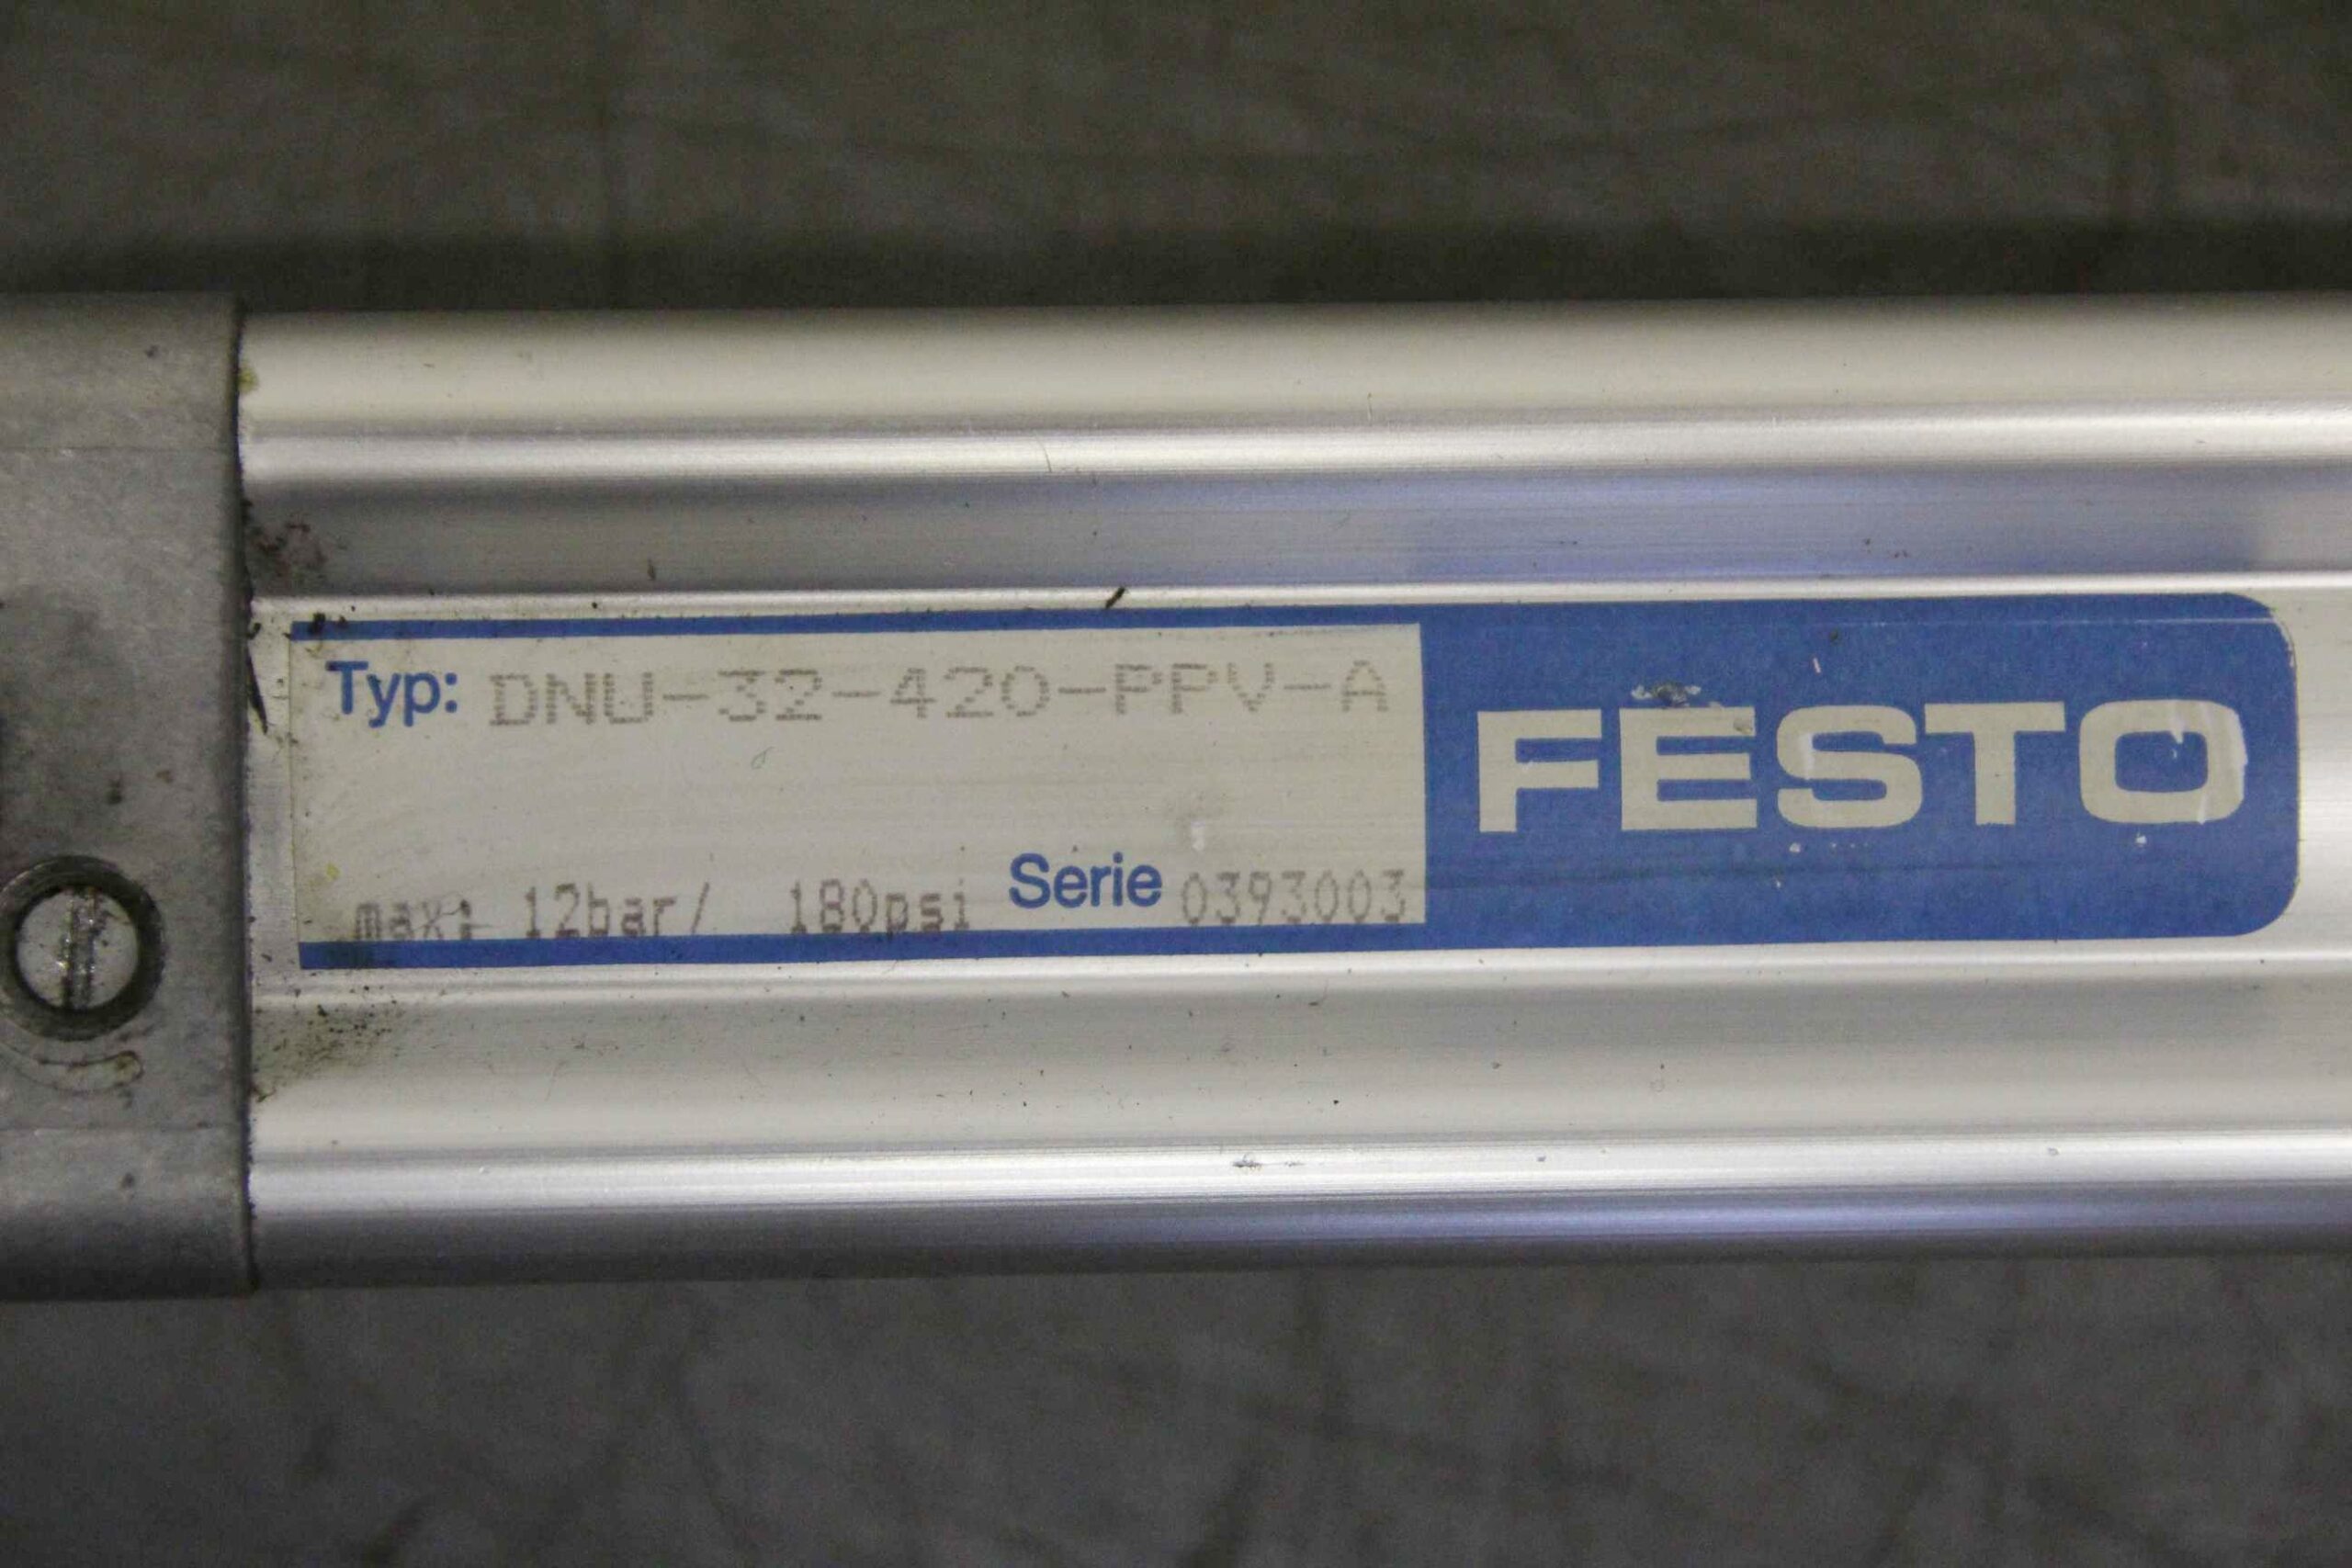 Typ: DNU-32-420-PPV-A
FESTO
max: 12bar/ 180psi Serie 0393003